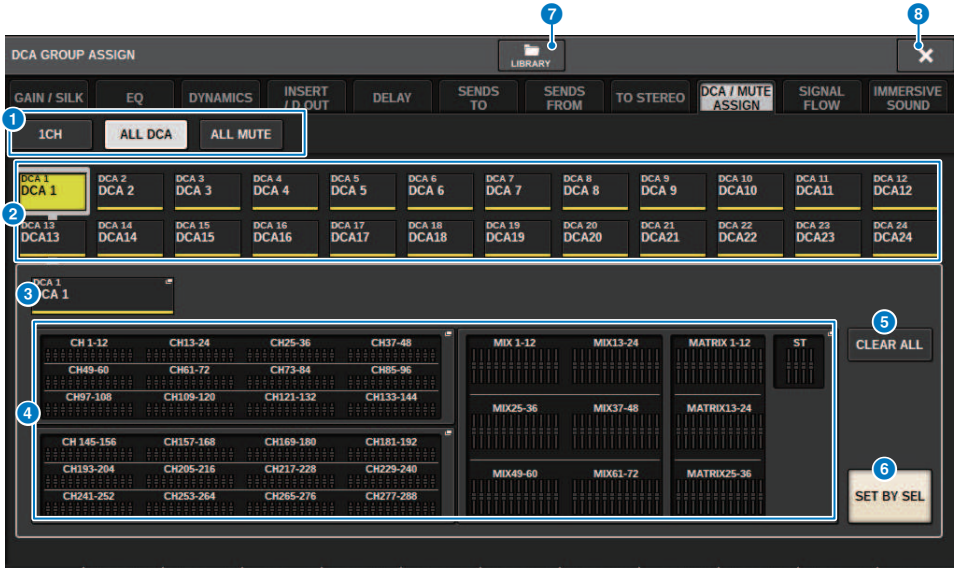 7
8
DCA GROUP ASSIGN
LIBRARY
GAIN / SILK
EQ
DYNAMICS
INSERT
/ D.OUT
DELAY
SENDS
TO
SENDS
FROM
TO STEREO
DCA / MUTE
ASSIGN
SIGNAL
FLOW
IMMERSIVE
SOUND
1
1CH
ALL DCA
ALL MUTE
2
DCA 1
DCA 1
DCA 2
DCA 2
DCA 3
DCA 3
DCA 4
DCA 4
DCA 5
DCA 5
DCA 6
DCA 6
DCA 7
DCA 7
DCA 8
DCA 8
DCA 9
DCA 9
DCA 10
DCA10
DCA 11
DCA11
DCA 12
DCA12
DCA 13
DCA13
DCA 14
DCA14
DCA 15
DCA15
DCA 16
DCA16
DCA 17
DCA17
DCA 18
DCA18
DCA 19
DCA19
DCA 20
DCA20
DCA 21
DCA21
DCA 22
DCA22
DCA 23
DCA23
DCA 24
DCA24
3
DCA 1
DCA 1
4
CH 1-12
CH13-24
CH25-36
CH37-48
CH49-60
CH61-72
CH73-84
CH85-96
CH97-108
CH109-120
CH121-132
CH133-144
CH 145-156
CH157-168
CH169-180
CH181-192
CH193-204
CH205-216
CH217-228
CH229-240
CH241-252
CH253-264
CH265-276
CH277-288
MIX 1-12
MIX13-24
MIX25-36
MIX37-48
MIX49-60
MIX61-72
MATRIX 1-12
MATRIX13-24
MATRIX25-36
ST
5
CLEAR ALL
6
SET BY SEL